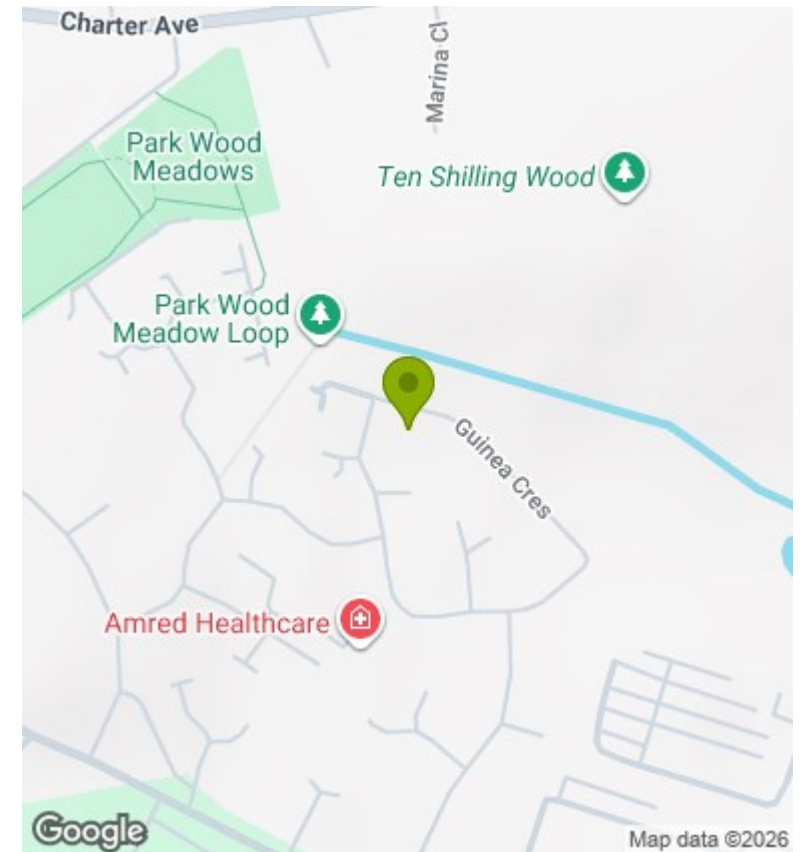 Charter Ave
Marina Cl
Park Wood
Meadows
Ten Shilling Wood
Park Wood
Meadow Loop
Guinea Cres
Amred Healthcare
Google
Map data ©2026